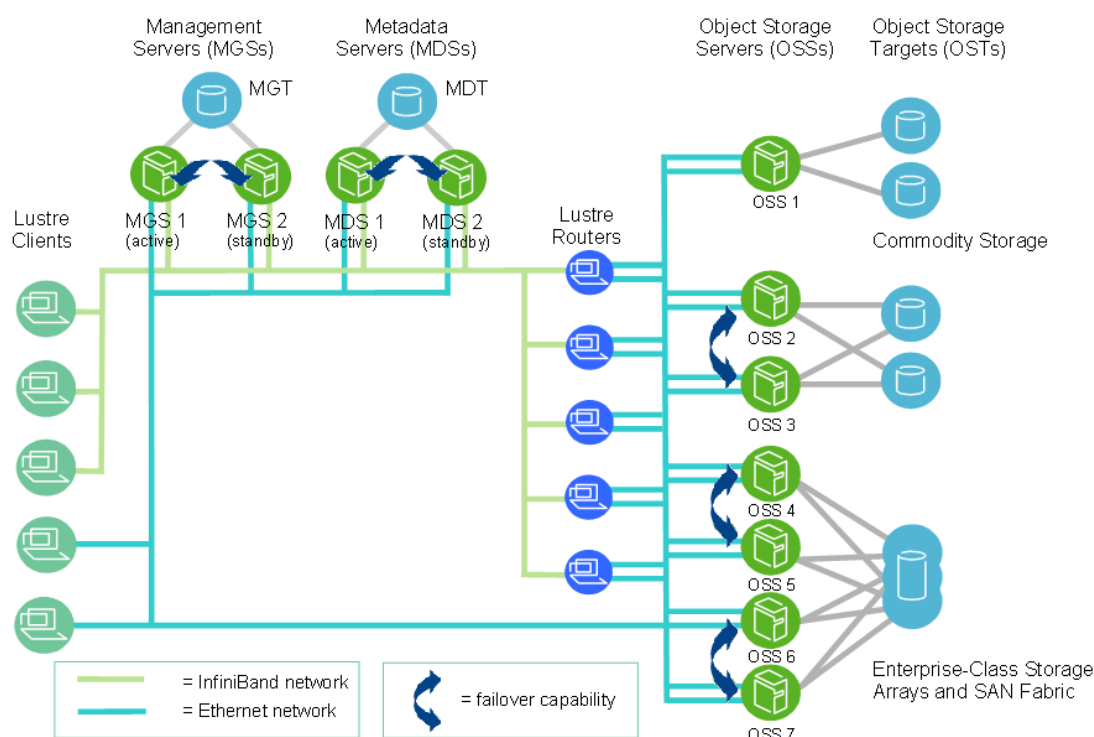 Management
Servers (MGSs)
Metadata
Servers (MDSs)
Object Storage
Servers (OSSs)
Object Storage
Targets (OSTs)
MGT
MDT
MGS 1
(active)
MGS 2
(standby)
MDS 1
(active)
MDS 2
(standby)
Lustre
Clients
Lustre
Routers
OSS 1
Commodity Storage
OSS 2
OSS 3
OSS 4
OSS 5
OSS 6
OSS 7
Enterprise-Class Storage
Arrays and SAN Fabric
= InfiniBand network
= Ethernet network
= failover capability